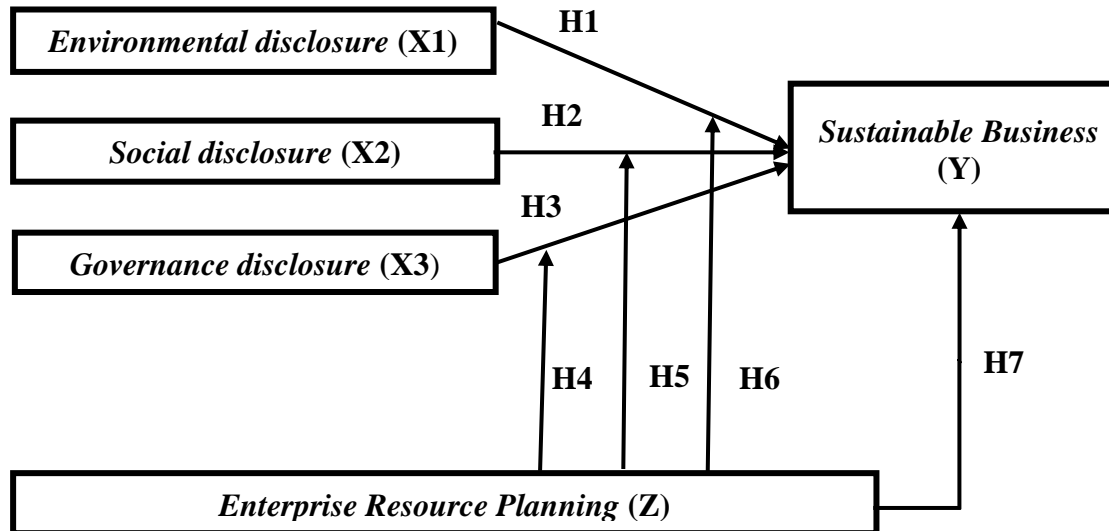 H1
Environmental disclosure (X1)
H2
Social disclosure (X2)
Sustainable Business
(Y)
H3
Governance disclosure (X3)
H4
H5
H6
H7
Enterprise Resource Planning (Z)